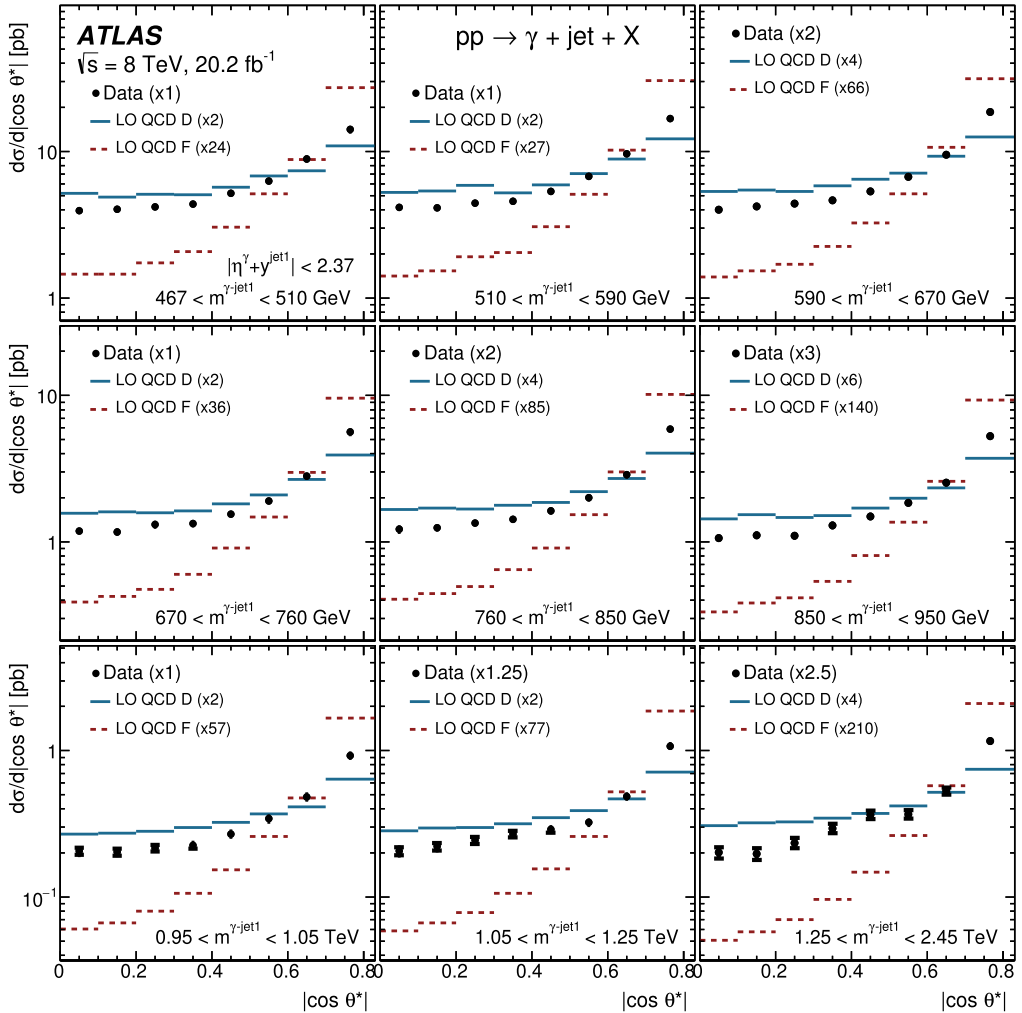 ATLAS
√s = 8 TeV, 20.2 fb⁻¹
Data (x1)
LO QCD D (x2)
LO QCD F (x24)
|η^γ+y^jet1| < 2.37
467 < m^γ-jet1 < 510 GeV
pp → γ + jet + X
Data (x1)
LO QCD D (x2)
LO QCD F (x27)
510 < m^γ-jet1 < 590 GeV
Data (x2)
LO QCD D (x4)
LO QCD F (x66)
590 < m^γ-jet1 < 670 GeV
dσ/d|cos θ*| [pb]
10
1
Data (x1)
LO QCD D (x2)
LO QCD F (x36)
670 < m^γ-jet1 < 760 GeV
Data (x2)
LO QCD D (x4)
LO QCD F (x85)
760 < m^γ-jet1 < 850 GeV
Data (x3)
LO QCD D (x6)
LO QCD F (x140)
850 < m^γ-jet1 < 950 GeV
dσ/d|cos θ*| [pb]
10
1
Data (x1)
LO QCD D (x2)
LO QCD F (x57)
0.95 < m^γ-jet1 < 1.05 TeV
Data (x1.25)
LO QCD D (x2)
LO QCD F (x77)
1.05 < m^γ-jet1 < 1.25 TeV
Data (x2.5)
LO QCD D (x4)
LO QCD F (x210)
1.25 < m^γ-jet1 < 2.45 TeV
dσ/d|cos θ*| [pb]
1
10⁻¹
0 0.2 0.4 0.6 0.8
0.2 0.4 0.6 0.8
0.2 0.4 0.6 0.8
|cos θ*|
|cos θ*|
|cos θ*|